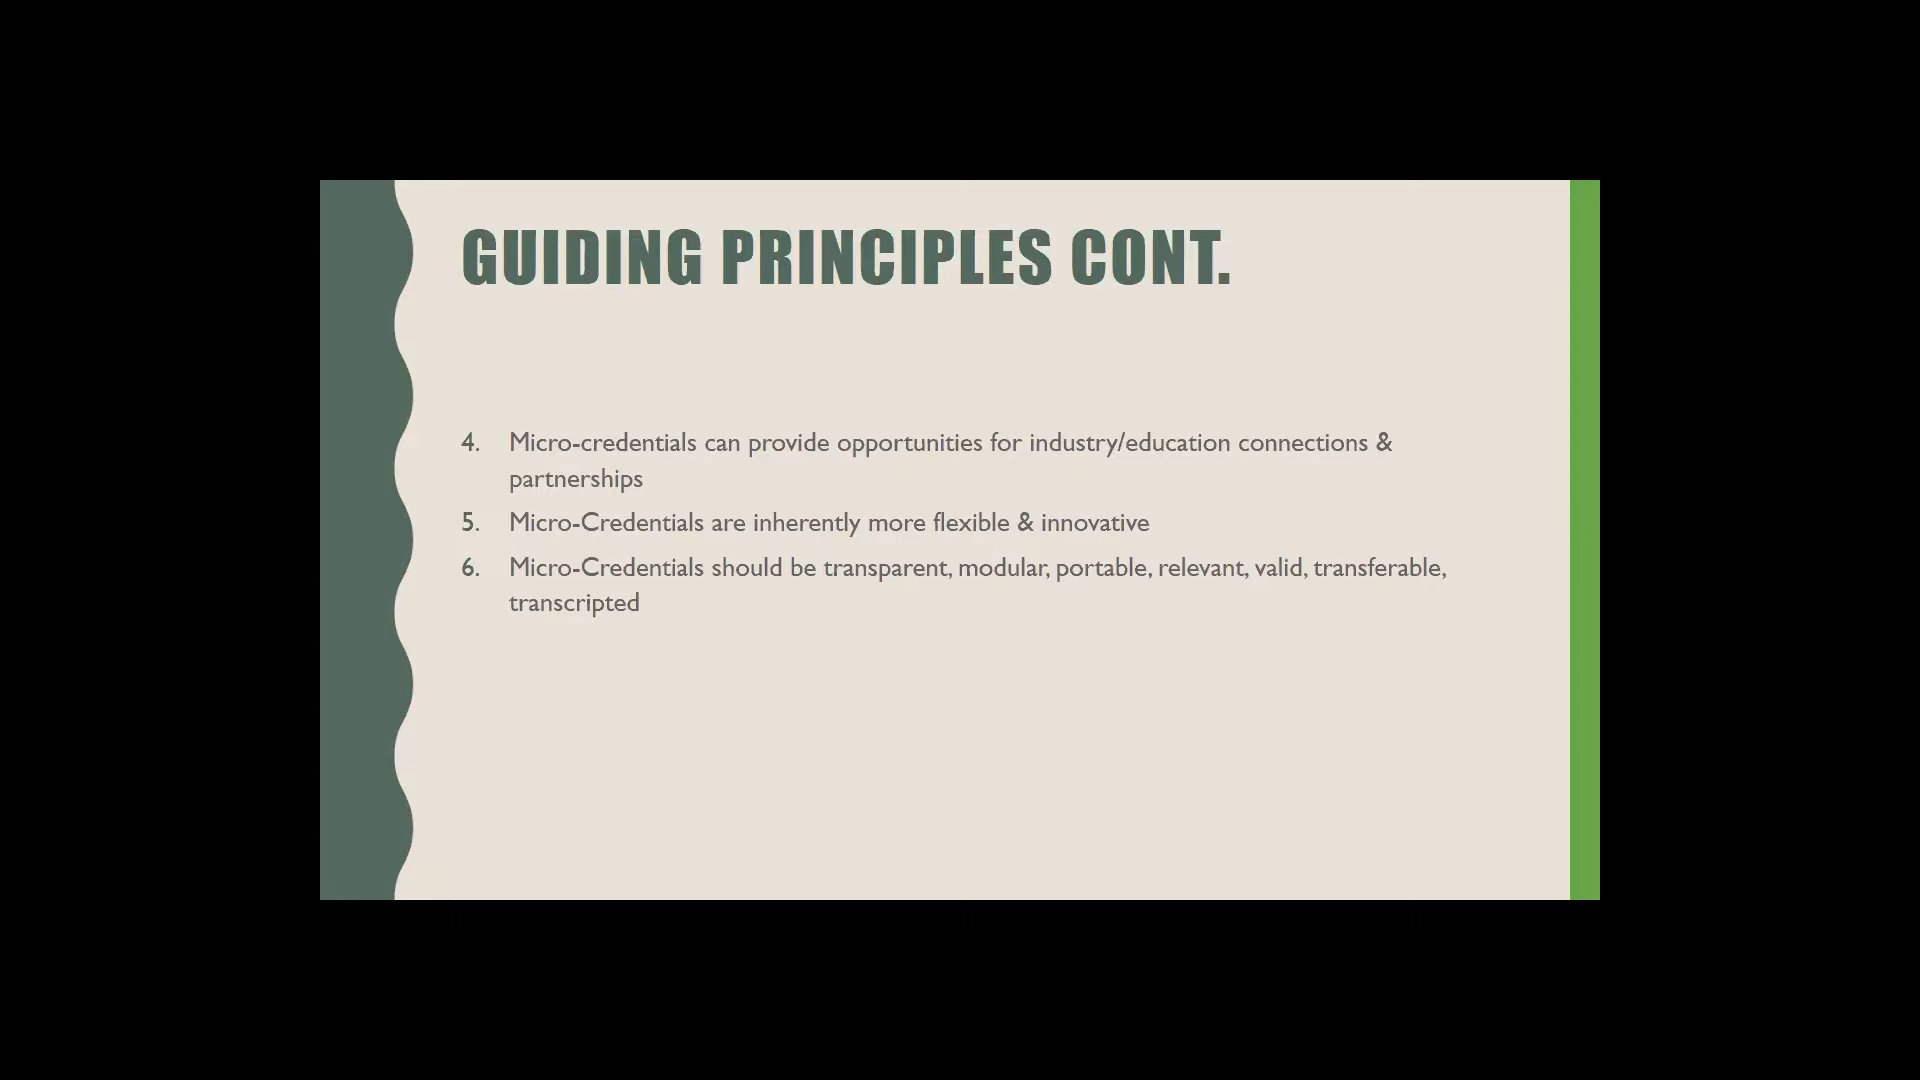 GUIDING PRINCIPLES CONT.
4. Micro-credentials can provide opportunities for industry/education connections &
partnerships
5. Micro-Credentials are inherently more flexible & innovative
6. Micro-Credentials should be transparent, modular, portable, relevant, valid, transferable,
transcripted